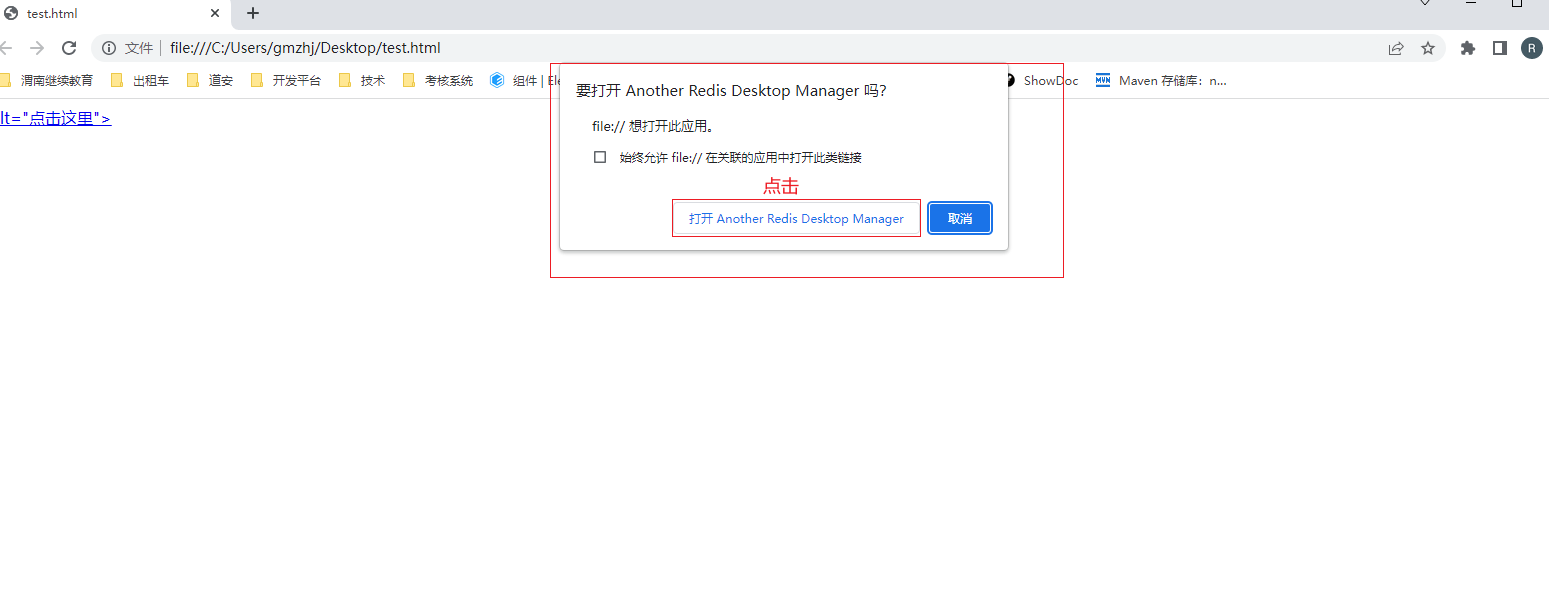 test.html
文件 file:///C:/Users/gmzhj/Desktop/test.html
R
渭南继续教育 出租车 道安 开发平台 技术 考核系统 组件 | Ele ShowDoc MVN Maven 存储库：n...
lt="点击这里">
要打开 Another Redis Desktop Manager 吗？
file:// 想打开此应用。
始终允许 file:// 在关联的应用中打开此类链接
点击
打开 Another Redis Desktop Manager 取消